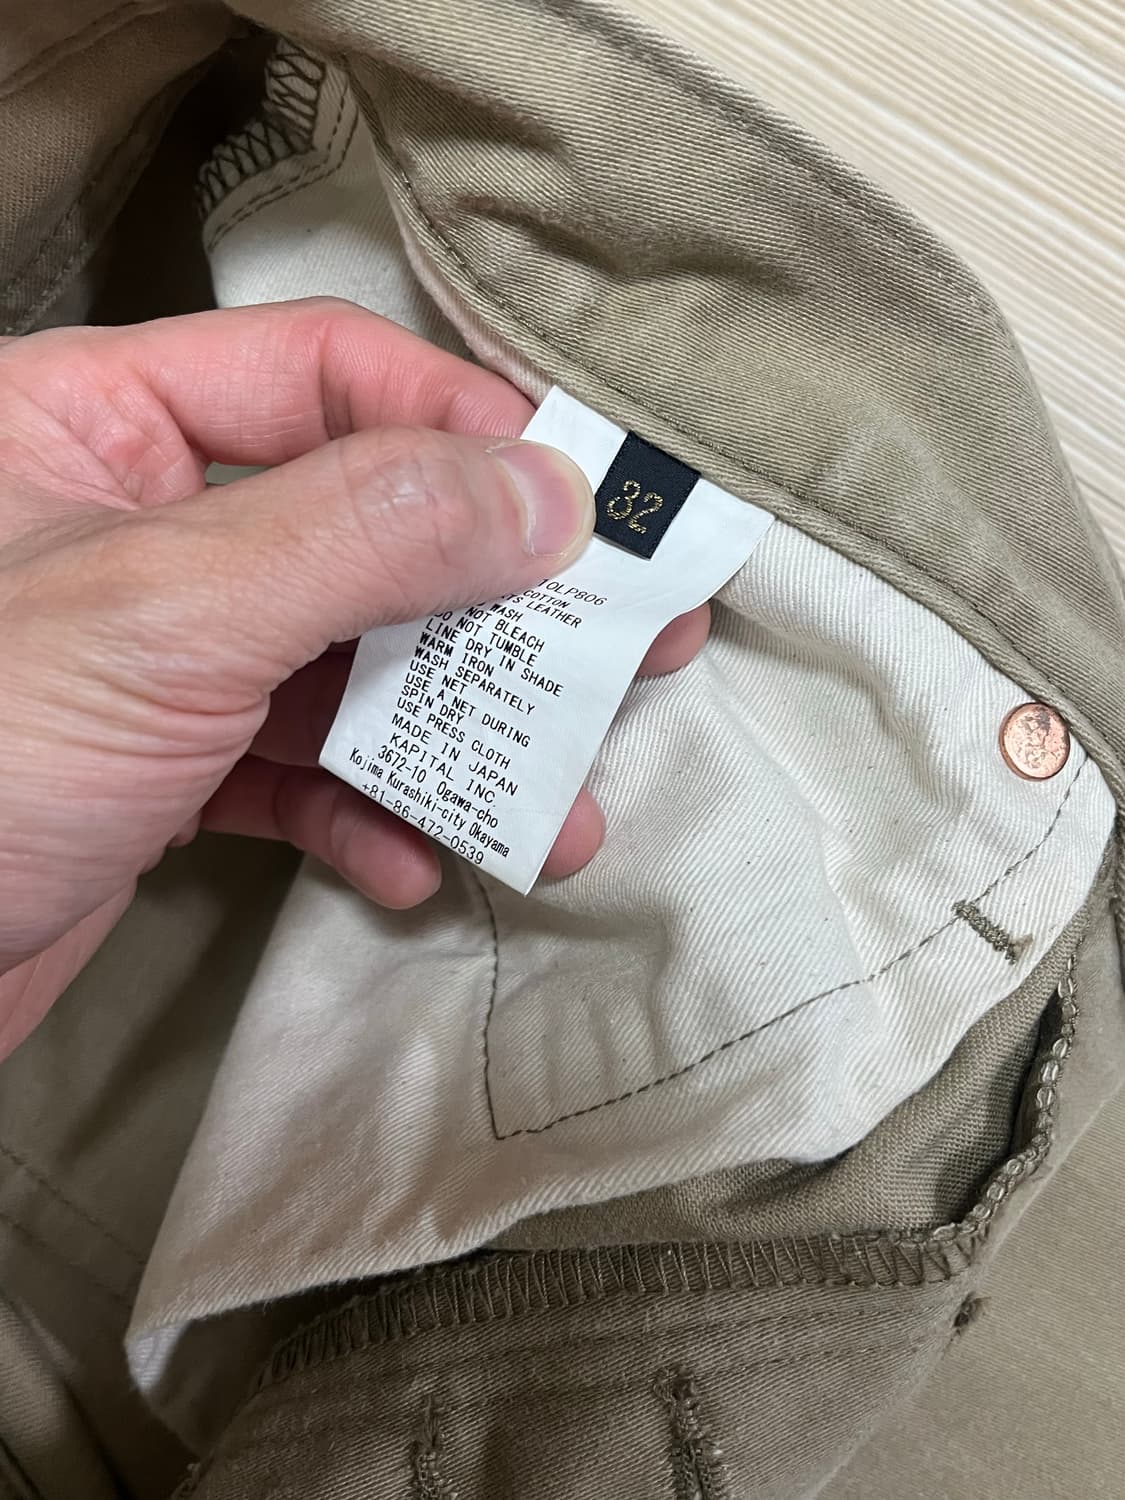 32
10LP806
COTTON
LEATHER
WASH
NOT BLEACH
DO NOT TUMBLE
LINE DRY IN SHADE
WARM IRON
WASH SEPARATELY
USE NET
USE A NET DURING
SPIN DRY
USE PRESS CLOTH
MADE IN JAPAN
KAPITAL INC.
3672-10 Ogawa-cho
Kojima Kurashiki-city Okayama
+81-86-472-0539